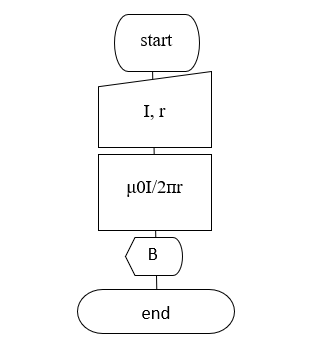 start
I, r
μ0I/2πr
B
end